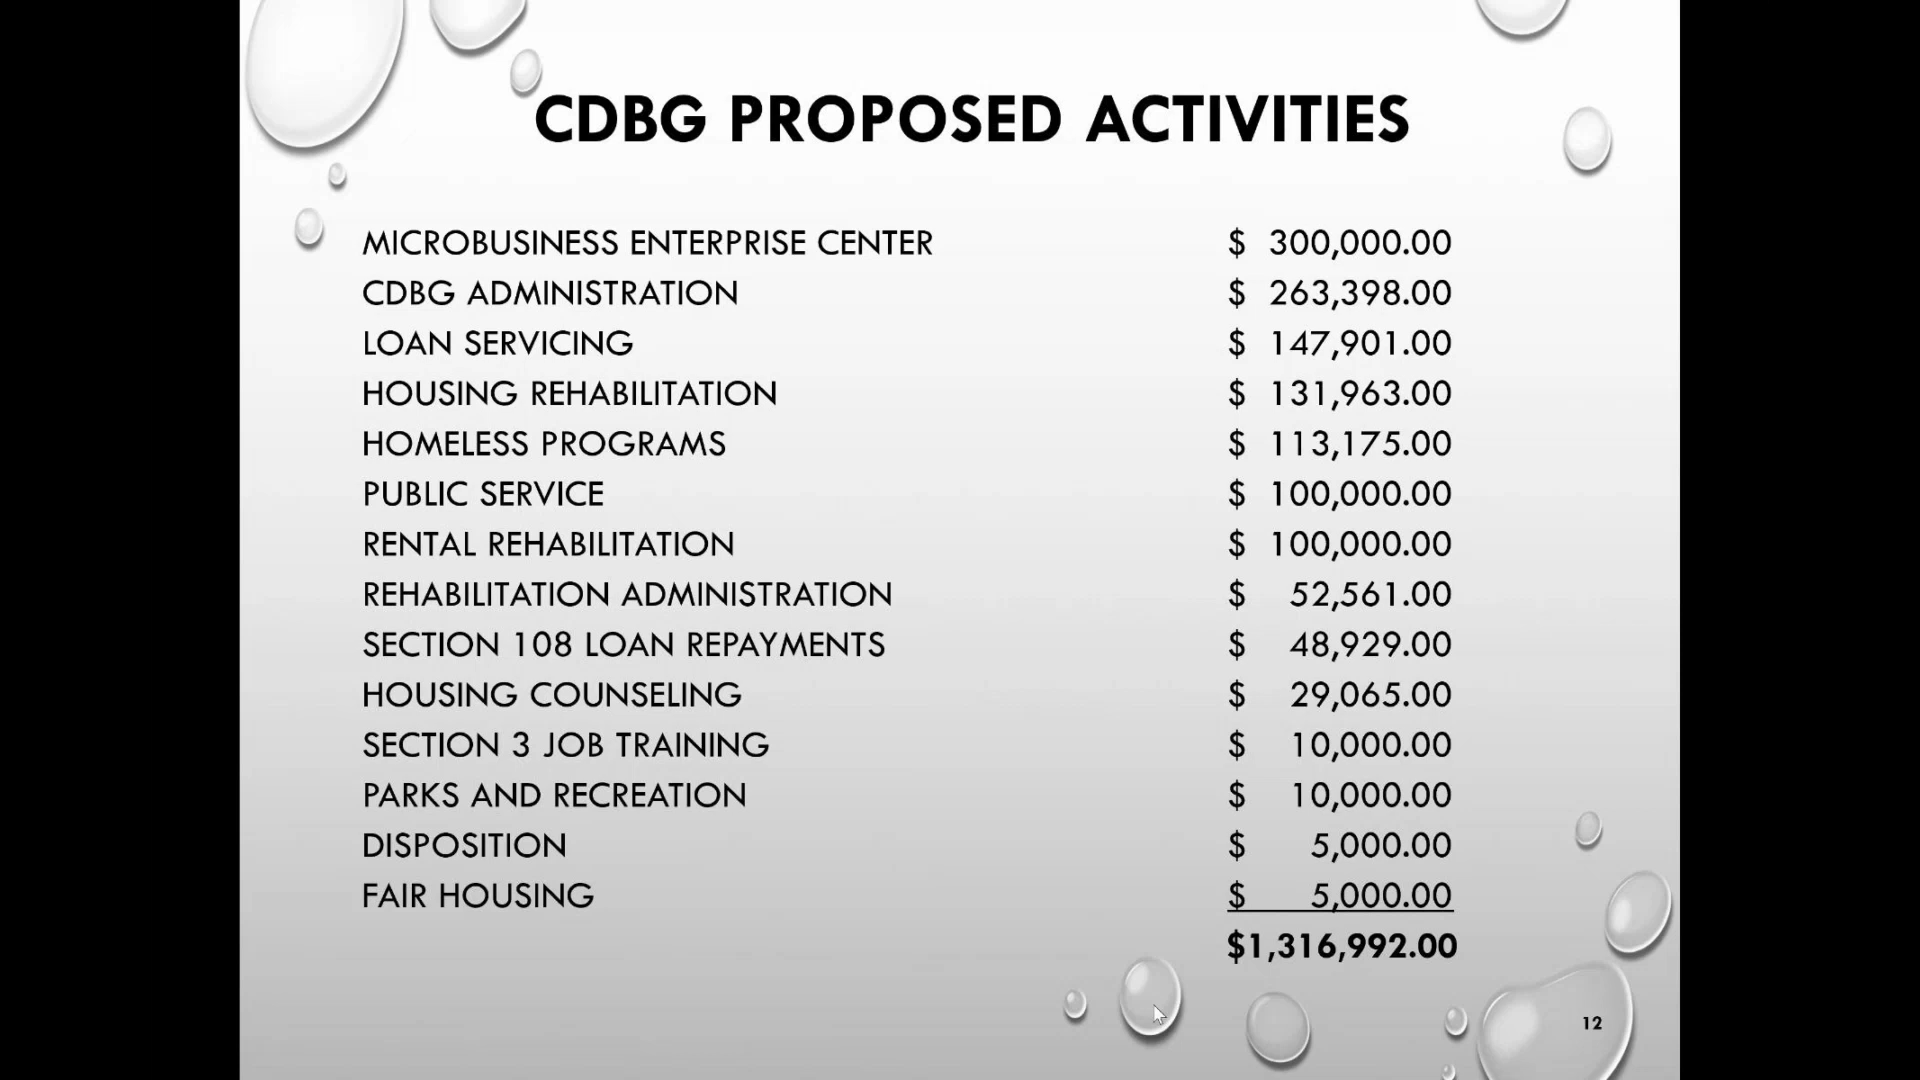 CDBG PROPOSED ACTIVITIES
MICROBUSINESS ENTERPRISE CENTER $ 300,000.00
CDBG ADMINISTRATION $ 263,398.00
LOAN SERVICING $ 147,901.00
HOUSING REHABILITATION $ 131,963.00
HOMELESS PROGRAMS $ 113,175.00
PUBLIC SERVICE $ 100,000.00
RENTAL REHABILITATION $ 100,000.00
REHABILITATION ADMINISTRATION $ 52,561.00
SECTION 108 LOAN REPAYMENTS $ 48,929.00
HOUSING COUNSELING $ 29,065.00
SECTION 3 JOB TRAINING $ 10,000.00
PARKS AND RECREATION $ 10,000.00
DISPOSITION $ 5,000.00
FAIR HOUSING $ 5,000.00
$1,316,992.00
12